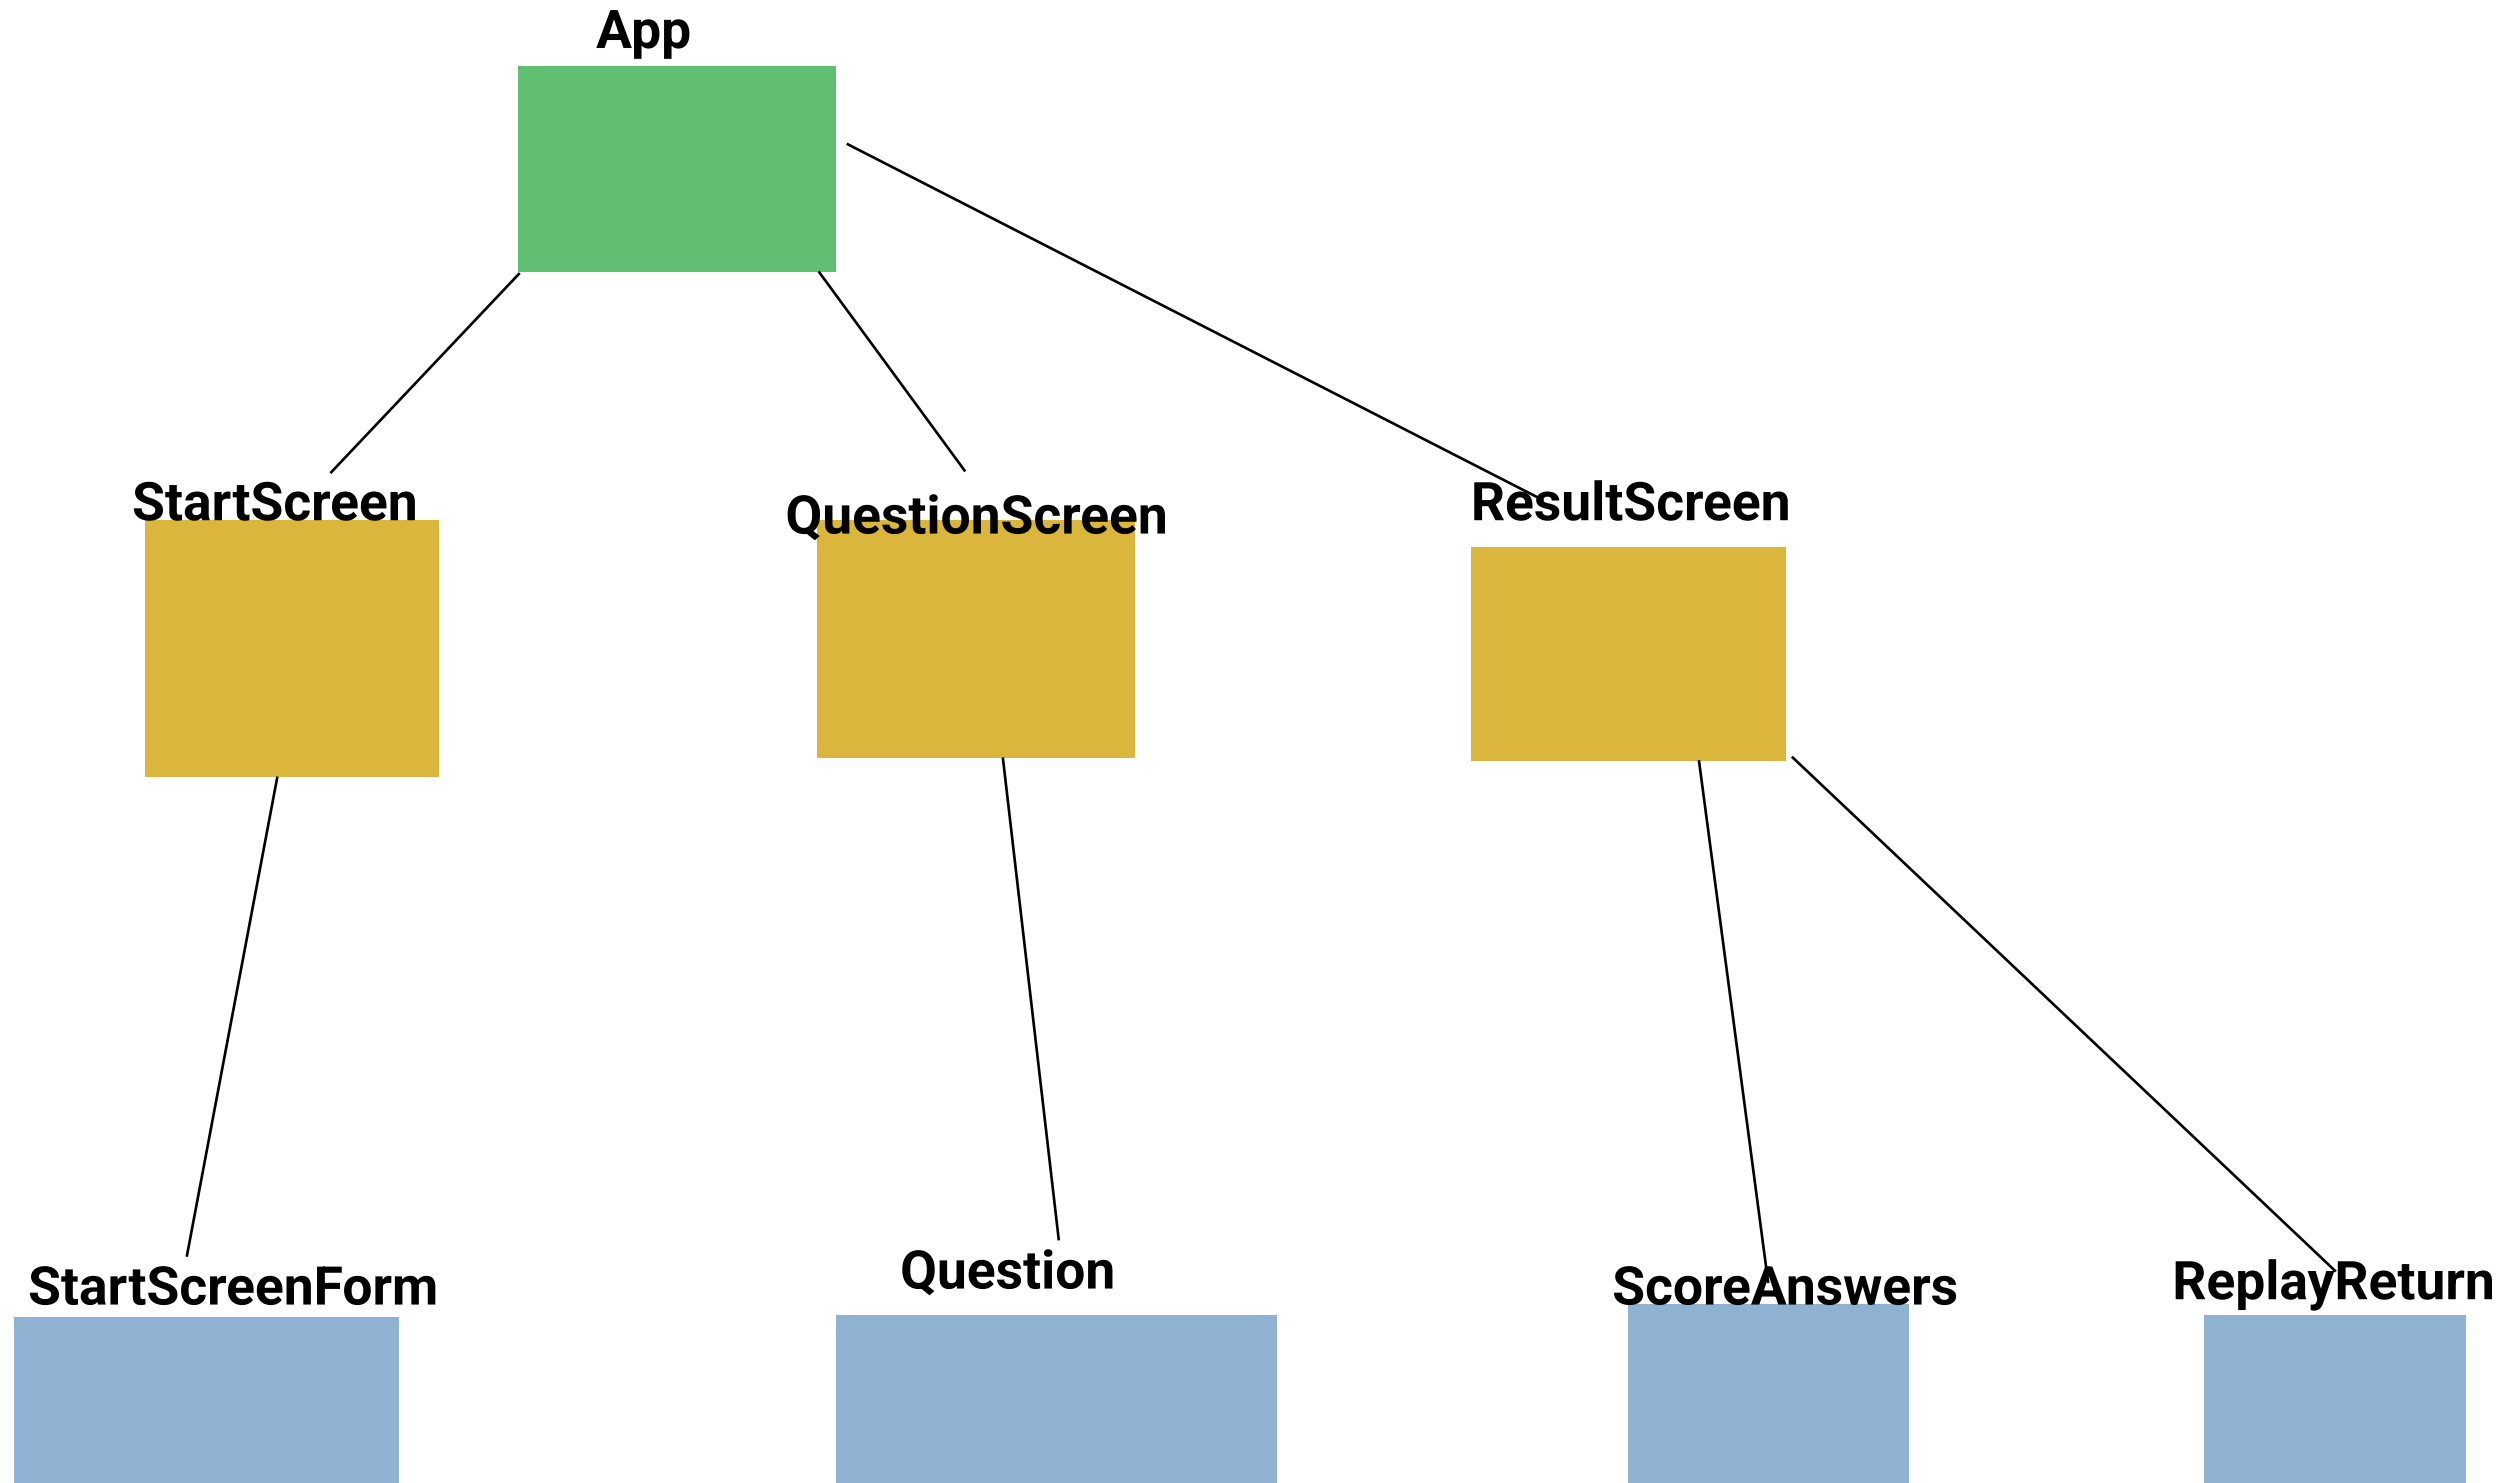 App
StartScreen
QuestionScreen
ResultScreen
StartScreenForm
Question
ScoreAnswers
ReplayReturn